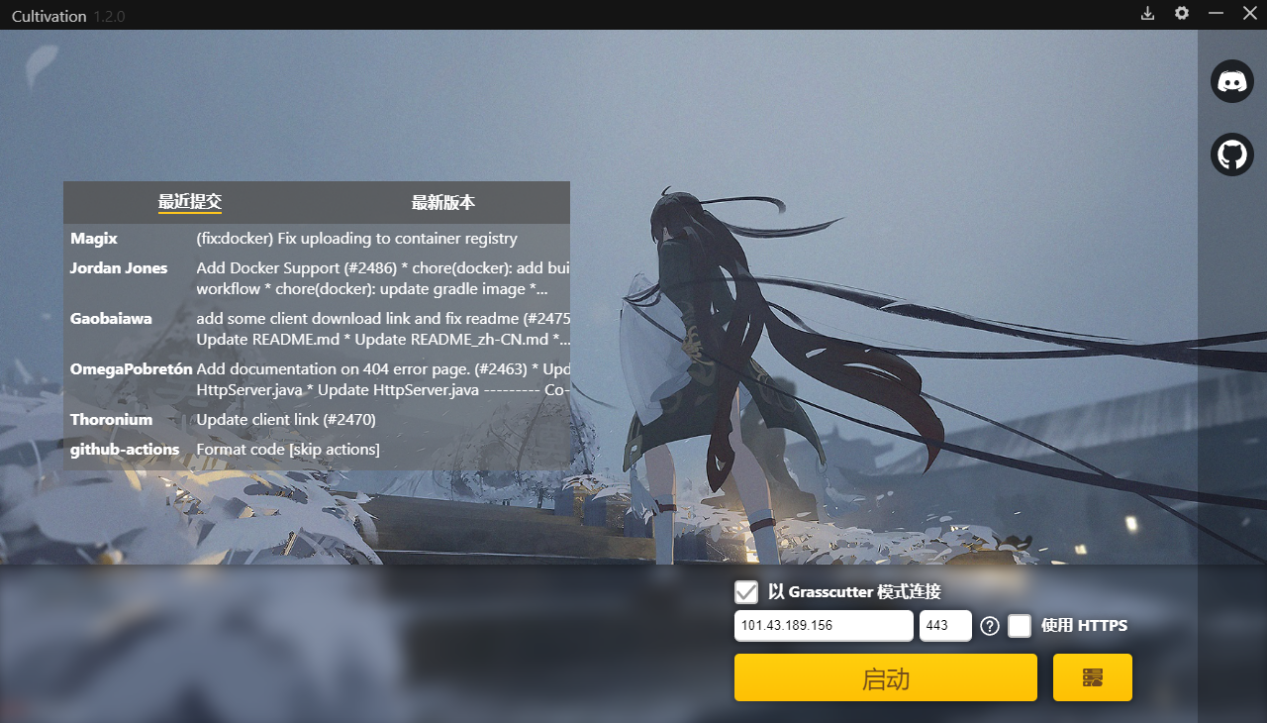 Cultivation 1.2.0
最近提交 最新版本
Magix (fix:docker) Fix uploading to container registry
Jordan Jones Add Docker Support (#2486) * chore(docker): add bui
workflow * chore(docker): update gradle image *...
Gaobaiawa add some client download link and fix readme (#2475
Update README.md * Update README_zh-CN.md *...
OmegaPobretón Add documentation on 404 error page. (#2463) * Upd
HttpServer.java * Update HttpServer.java --------- Co-
Thoronium Update client link (#2470)
github-actions Format code [skip actions]
以 Grasscutter 模式连接
101.43.189.156 443 ? 使用 HTTPS
启动